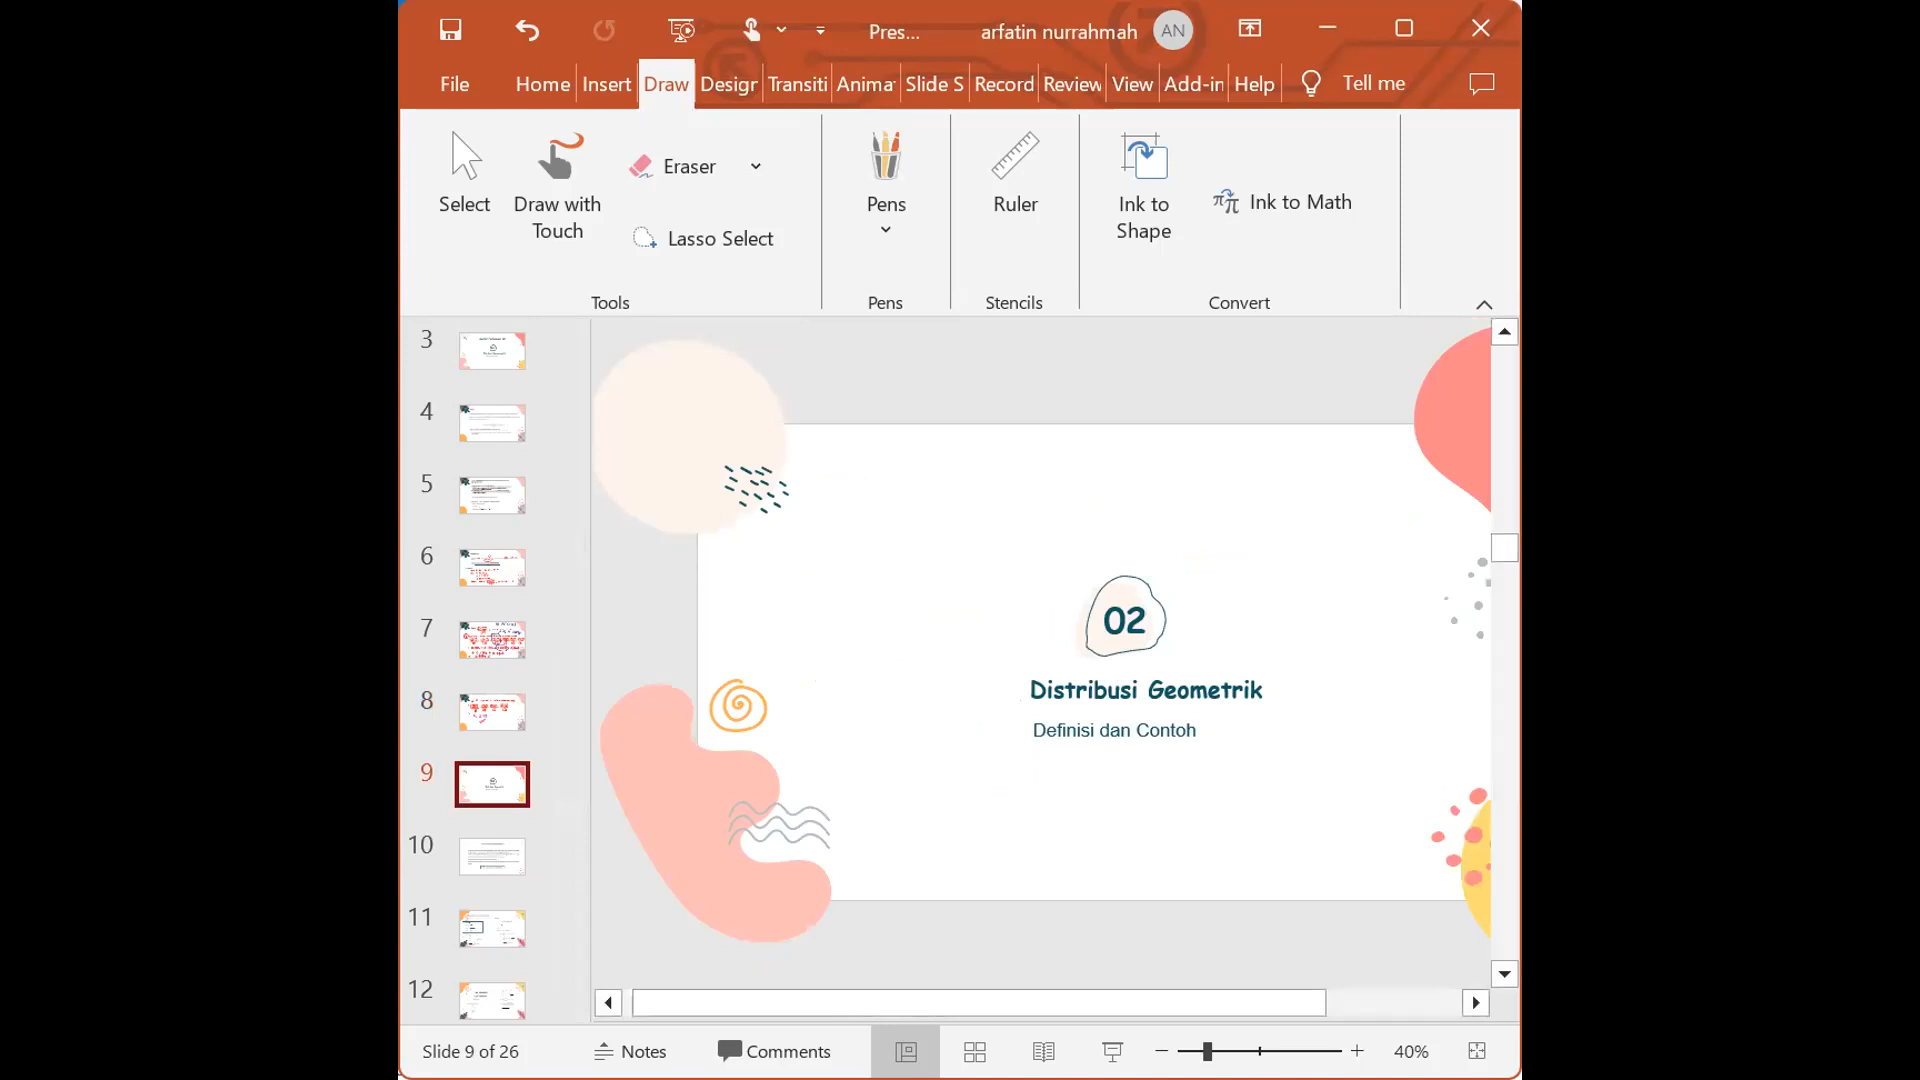 Pres... arfatin nurrahmah AN
File Home Insert Draw Design Transiti Anima Slide S Record Review View Add-in Help Tell me
Select
Draw with
Touch
Eraser
Lasso Select
Pens
Ruler
Ink to
Shape
Ink to Math
Tools Pens Stencils Convert
3
4
5
6
7
8
9
10
11
12
02
Distribusi Geometrik
Definisi dan Contoh
Slide 9 of 26 Notes Comments 40%